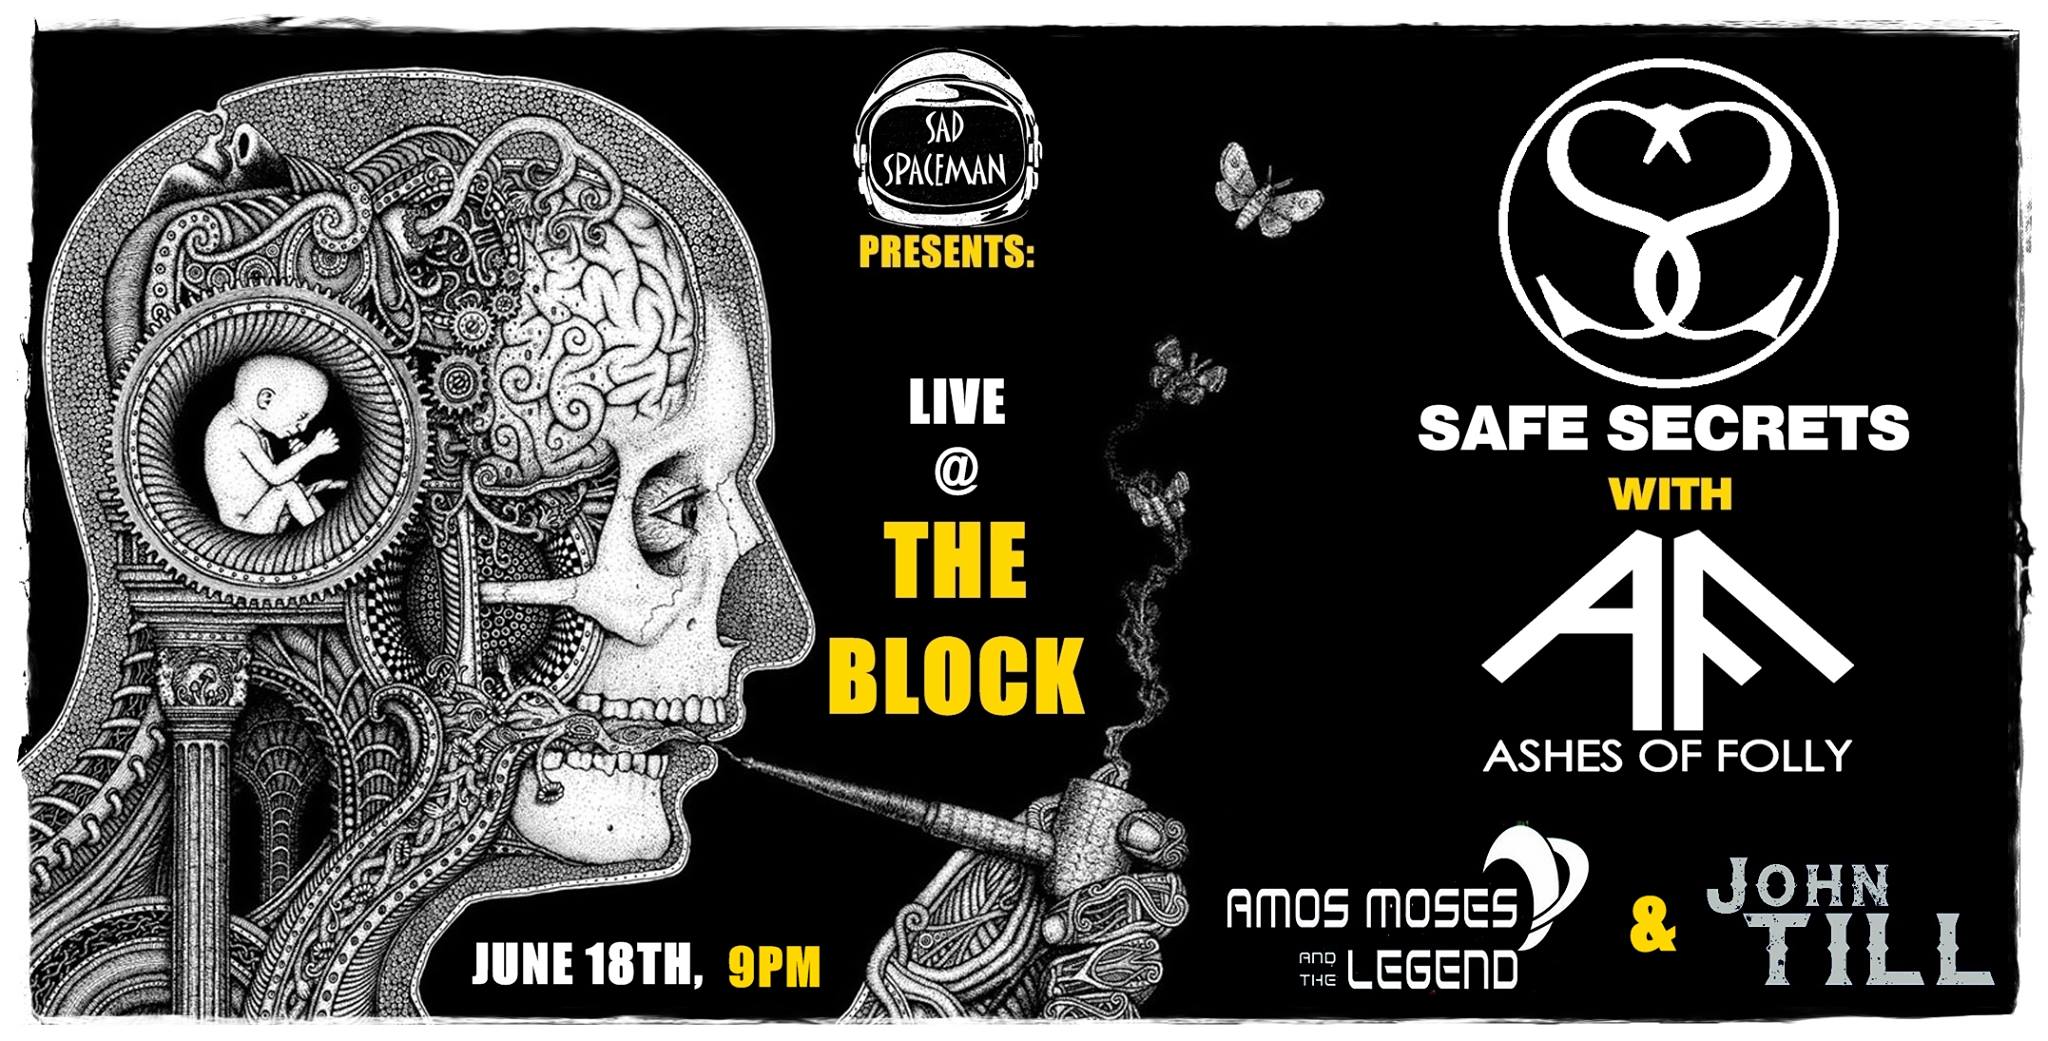 SAD
SPACEMAN
PRESENTS:
LIVE
@
THE
BLOCK
JUNE 18TH, 9PM
SAFE SECRETS
WITH
AF
ASHES OF FOLLY
AMOS MOSES
AND
THE LEGEND
&
JOHN
TILL